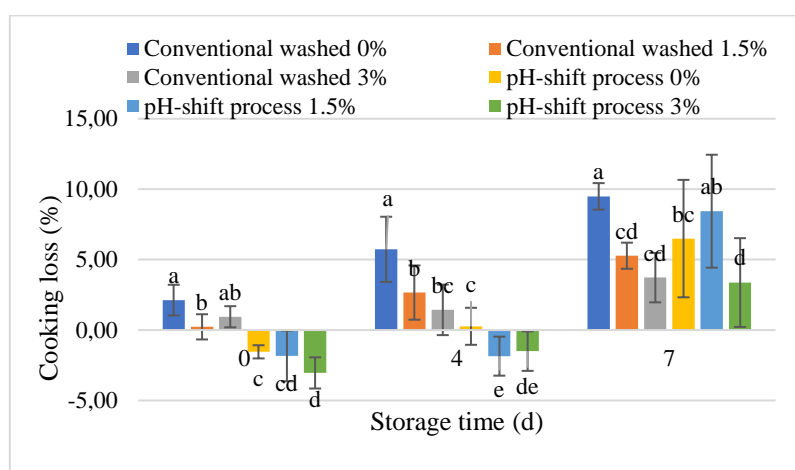 Conventional washed 0% Conventional washed 1.5%
Conventional washed 3% pH-shift process 0%
pH-shift process 1.5% pH-shift process 3%
15,00
10,00
5,00
0,00
-5,00
Cooking loss (%)
a b ab c cd d
a b bc c e de
a cd cd bc ab d
0 4 7
Storage time (d)